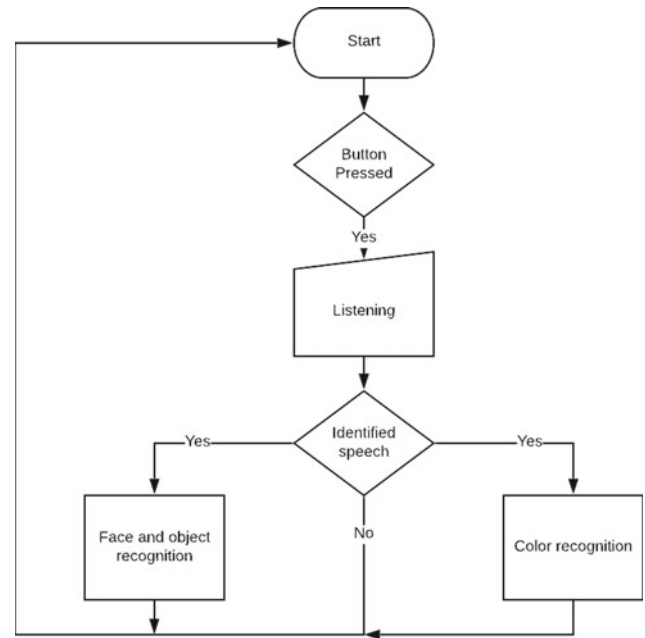 Start
Button
Pressed
Yes
Listening
Identified
speech
Yes
Yes
Face and object
recognition
No
Color recognition